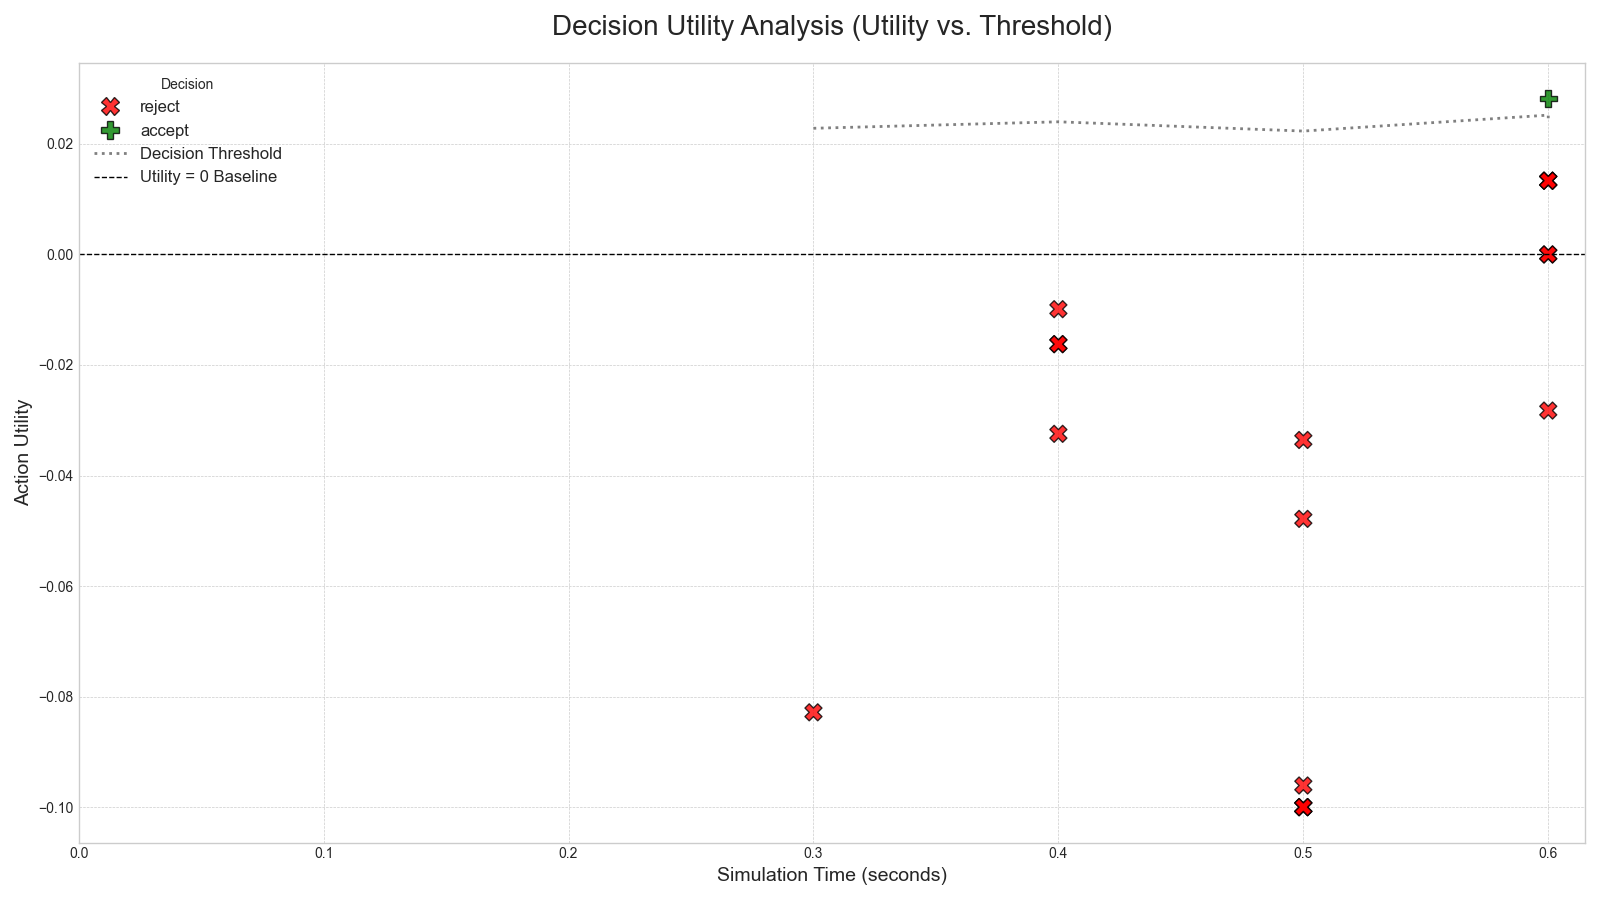 Decision Utility Analysis (Utility vs. Threshold)
Decision
reject
accept
Decision Threshold
Utility = 0 Baseline
0.02
0.00
−0.02
−0.04
−0.06
−0.08
−0.10
Action Utility
0.0 0.1 0.2 0.3 0.4 0.5 0.6
Simulation Time (seconds)